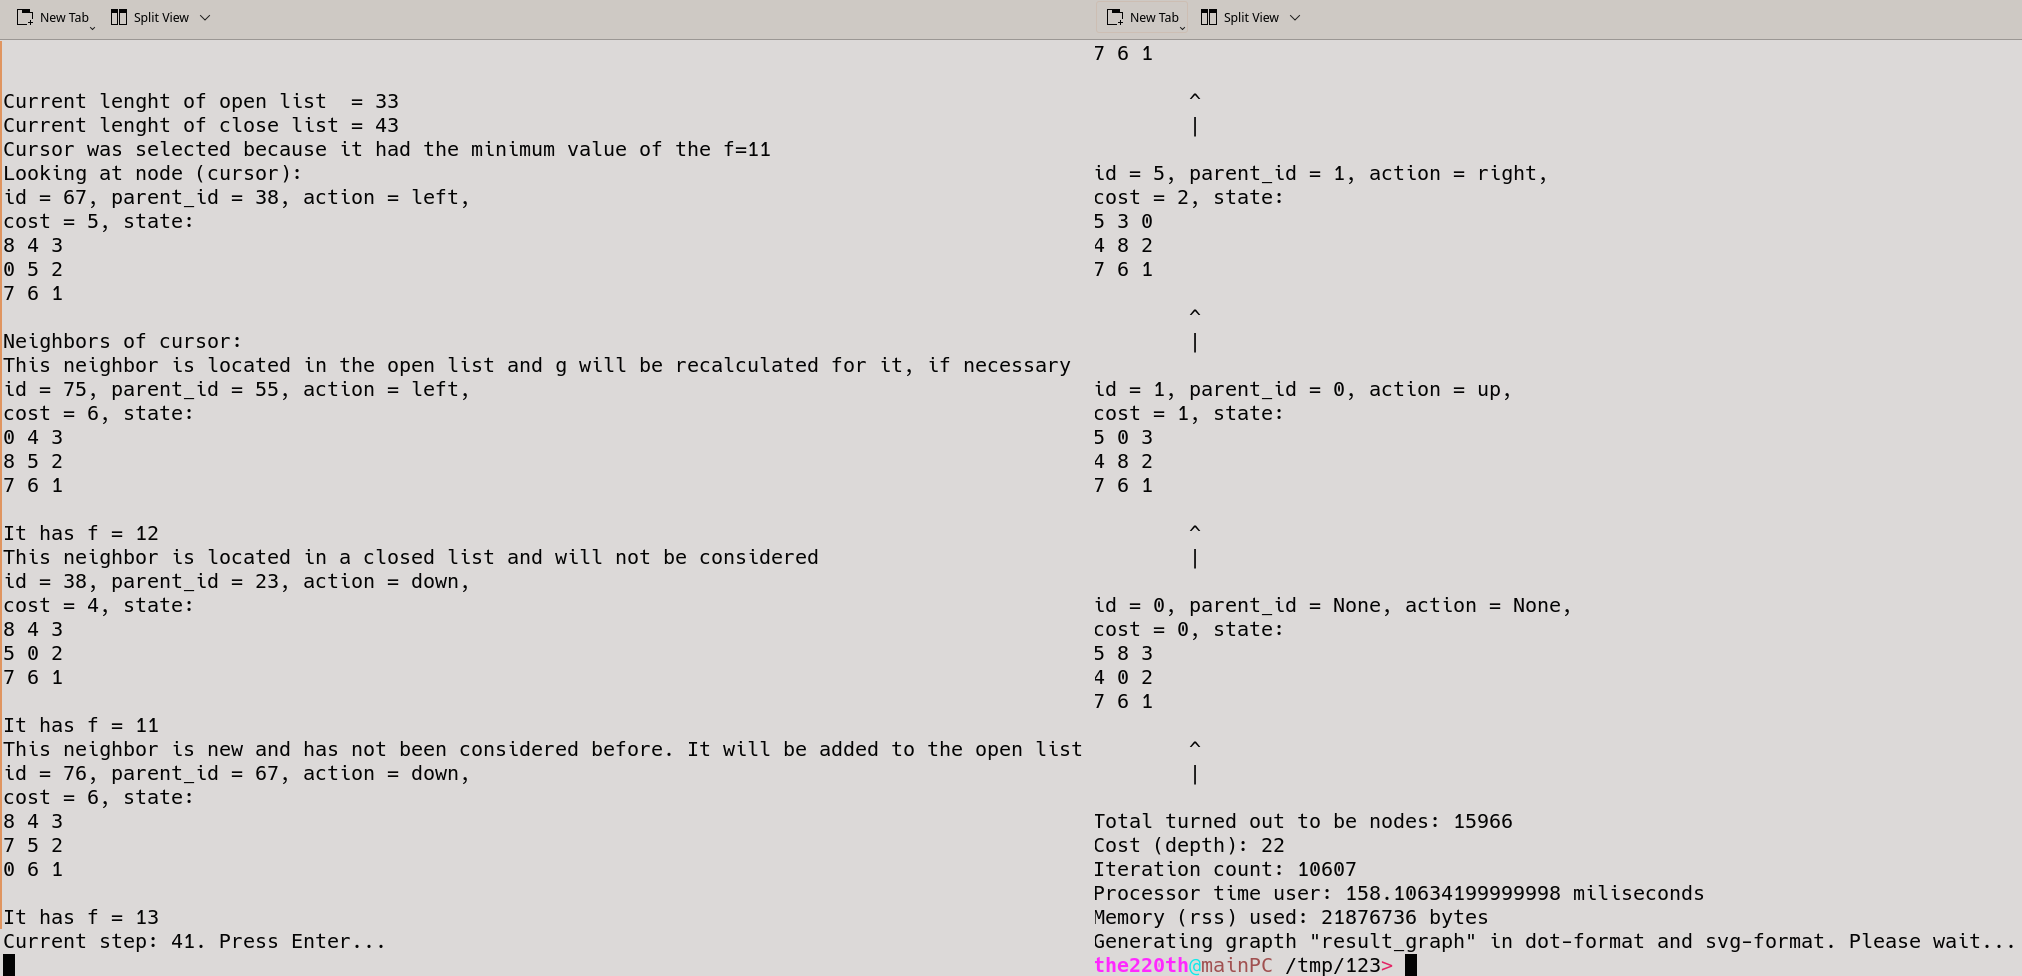 New Tab Split View
Current lenght of open list  = 33
Current lenght of close list = 43
Cursor was selected because it had the minimum value of the f=11
Looking at node (cursor):
id = 67, parent_id = 38, action = left,
cost = 5, state:
8 4 3
0 5 2
7 6 1
Neighbors of cursor:
This neighbor is located in the open list and g will be recalculated for it, if necessary
id = 75, parent_id = 55, action = left,
cost = 6, state:
0 4 3
8 5 2
7 6 1
It has f = 12
This neighbor is located in a closed list and will not be considered
id = 38, parent_id = 23, action = down,
cost = 4, state:
8 4 3
5 0 2
7 6 1
It has f = 11
This neighbor is new and has not been considered before. It will be added to the open list
id = 76, parent_id = 67, action = down,
cost = 6, state:
8 4 3
7 5 2
0 6 1
It has f = 13
Current step: 41. Press Enter...
New Tab Split View
7 6 1
^
|
id = 5, parent_id = 1, action = right,
cost = 2, state:
5 3 0
4 8 2
7 6 1
^
|
id = 1, parent_id = 0, action = up,
cost = 1, state:
5 0 3
4 8 2
7 6 1
^
|
id = 0, parent_id = None, action = None,
cost = 0, state:
5 8 3
4 0 2
7 6 1
^
|
Total turned out to be nodes: 15966
Cost (depth): 22
Iteration count: 10607
Processor time user: 158.10634199999998 miliseconds
Memory (rss) used: 21876736 bytes
Generating grapth "result_graph" in dot-format and svg-format. Please wait...
the220th@mainPC /tmp/123>